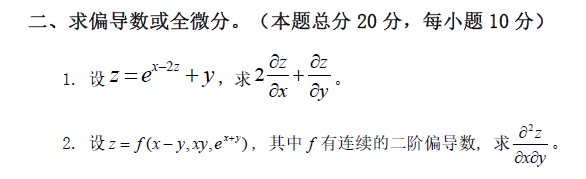 二、求偏导数或全微分。（本题总分 20 分，每小题 10 分）
1. 设 $z=e^{x-2z}+y$，求 $2\frac{\partial z}{\partial x}+\frac{\partial z}{\partial y}$。
2. 设 $z=f(x-y,xy,e^{x+y})$，其中 $f$ 有连续的二阶偏导数, 求 $\frac{\partial^2 z}{\partial x\partial y}$。